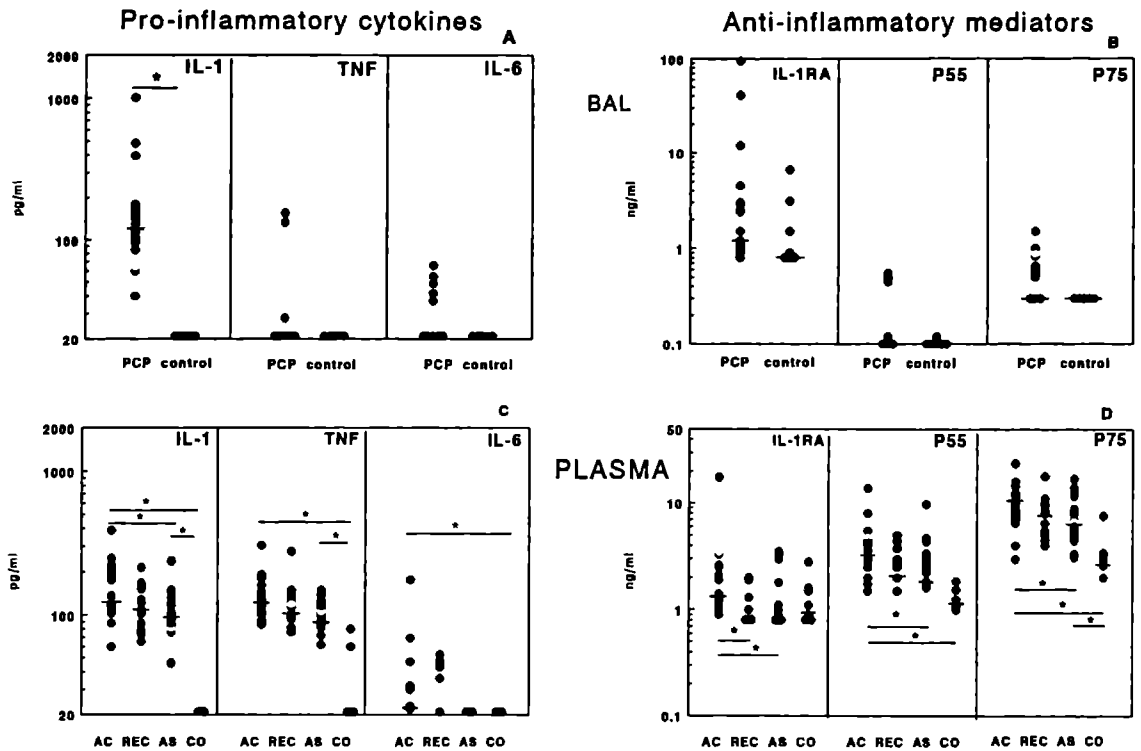 Pro-inflammatory cytokines
Anti-inflammatory mediators
A
2000
1000
100
20
pg/ml
IL-1
TNF
IL-6
*
PCP control
PCP control
PCP control
BAL
B
100
10
1
0.1
ng/ml
IL-1RA
P55
P75
PCP control
PCP control
PCP control
C
2000
1000
100
20
pg/ml
IL-1
TNF
IL-6
*
*
*
*
*
*
AC REC AS CO
AC REC AS CO
AC REC AS CO
PLASMA
D
50
10
1
0.1
ng/ml
IL-1RA
P55
P75
*
*
*
*
*
*
*
AC REC AS CO
AC REC AS CO
AC REC AS CO